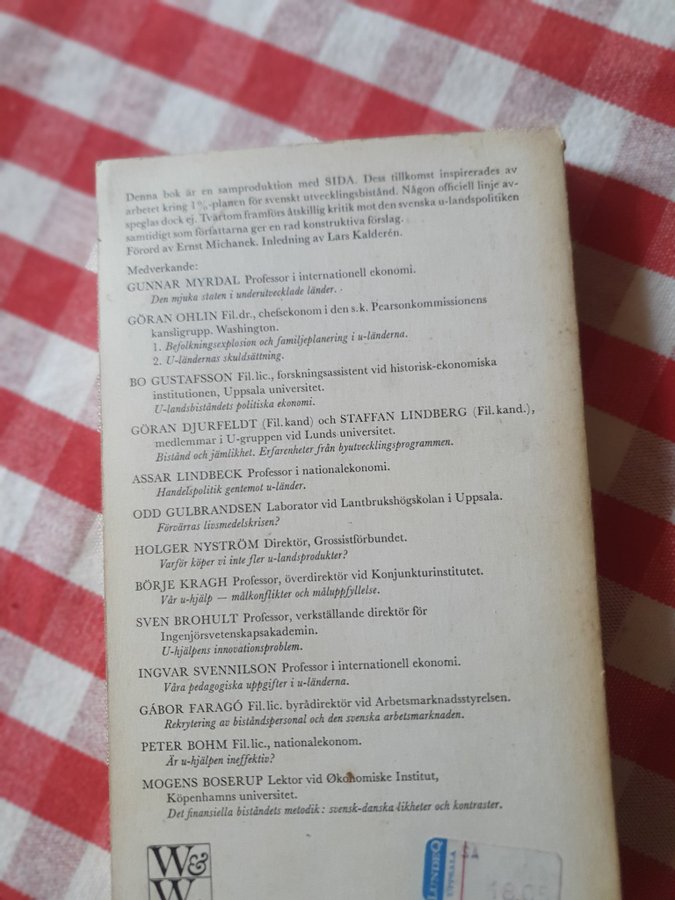 Denna bok är en samproduktion med SIDA. Dess tillkomst inspirerades av
arbetet kring 1%-planen för svenskt utvecklingsbistånd. Någon officiell linje av-
speglas dock ej. Tvärtom framförs åtskillig kritik mot den svenska u-landspolitiken
samtidigt som författarna ger en rad konstruktiva förslag.
Förord av Ernst Michanek. Inledning av Lars Kalderén.
Medverkande:
GUNNAR MYRDAL Professor i internationell ekonomi.
Den mjuka staten i underutvecklade länder.
GÖRAN OHLIN Fil.dr., chefsekonom i den s.k. Pearsonkommissionens
kansligrupp. Washington.
1. Befolkningsexplosion och familjeplanering i u-länderna.
2. U-ländernas skuldsättning.
BO GUSTAFSSON Fil.lic., forskningsassistent vid historisk-ekonomiska
institutionen, Uppsala universitet.
U-landsbiståndets politiska ekonomi.
GÖRAN DJURFELDT (Fil.kand) och STAFFAN LINDBERG (Fil.kand.),
medlemmar i U-gruppen vid Lunds universitet.
Bistånd och jämlikhet. Erfarenheter från byutvecklingsprogrammen.
ASSAR LINDBECK Professor i nationalekonomi.
Handelspolitik gentemot u-länder.
ODD GULBRANDSEN Laborator vid Lantbrukshögskolan i Uppsala.
Förvärras livsmedelskrisen?
HOLGER NYSTRÖM Direktör, Grossistförbundet.
Varför köper vi inte fler u-landsprodukter?
BÖRJE KRAGH Professor, överdirektör vid Konjunkturinstitutet.
Vår u-hjälp — målkonflikter och måluppfyllelse.
SVEN BROHULT Professor, verkställande direktör för
Ingenjörsvetenskapsakademin.
U-hjälpens innovationsproblem.
INGVAR SVENNILSON Professor i internationell ekonomi.
Våra pedagogiska uppgifter i u-länderna.
GÁBOR FARAGÓ Fil.lic. byrådirektör vid Arbetsmarknadsstyrelsen.
Rekrytering av biståndspersonal och den svenska arbetsmarknaden.
PETER BOHM Fil.lic., nationalekonom.
Är u-hjälpen ineffektiv?
MOGENS BOSERUP Lektor vid Økonomiske Institut,
Köpenhamns universitet.
Det finansiella biståndets metodik: svensk-danska likheter och kontraster.
W&
W
LUNDEQ
UPPSALA